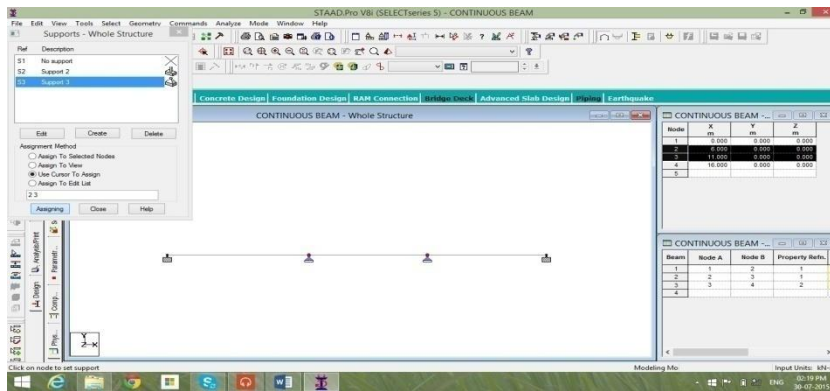 STAAD.Pro V8i (SELECTseries 5) - CONTINUOUS BEAM
File Edit View Tools Select Geometry Commands Analyze Mode Window Help
Supports - Whole Structure
Ref Description
S1 No support
S2 Support 2
S3 Support 3
Edit Create Delete
Assignment Method
Assign To Selected Nodes
Assign To View
Use Cursor To Assign
Assign To Edit List
2 3
Assigning Close Help
Concrete Design Foundation Design RAM Connection Bridge Deck Advanced Slab Design Piping Earthquake
CONTINUOUS BEAM - Whole Structure
CONTINUOUS BEAM -...
Node X m Y m Z m
1 0.000 0.000 0.000
2 6.000 0.000 0.000
3 11.000 0.000 0.000
4 16.000 0.000 0.000
5
CONTINUOUS BEAM -...
Beam Node A Node B Property Refn.
1 1 2 1
2 2 3 1
3 3 4 2
4
Analysis/Print
Parametr...
Design
Comp...
Phys...
Y
Z X
Click on node to set support
Modeling Mo
Input Units: kN-
ENG
02:19 PM
30-07-2015